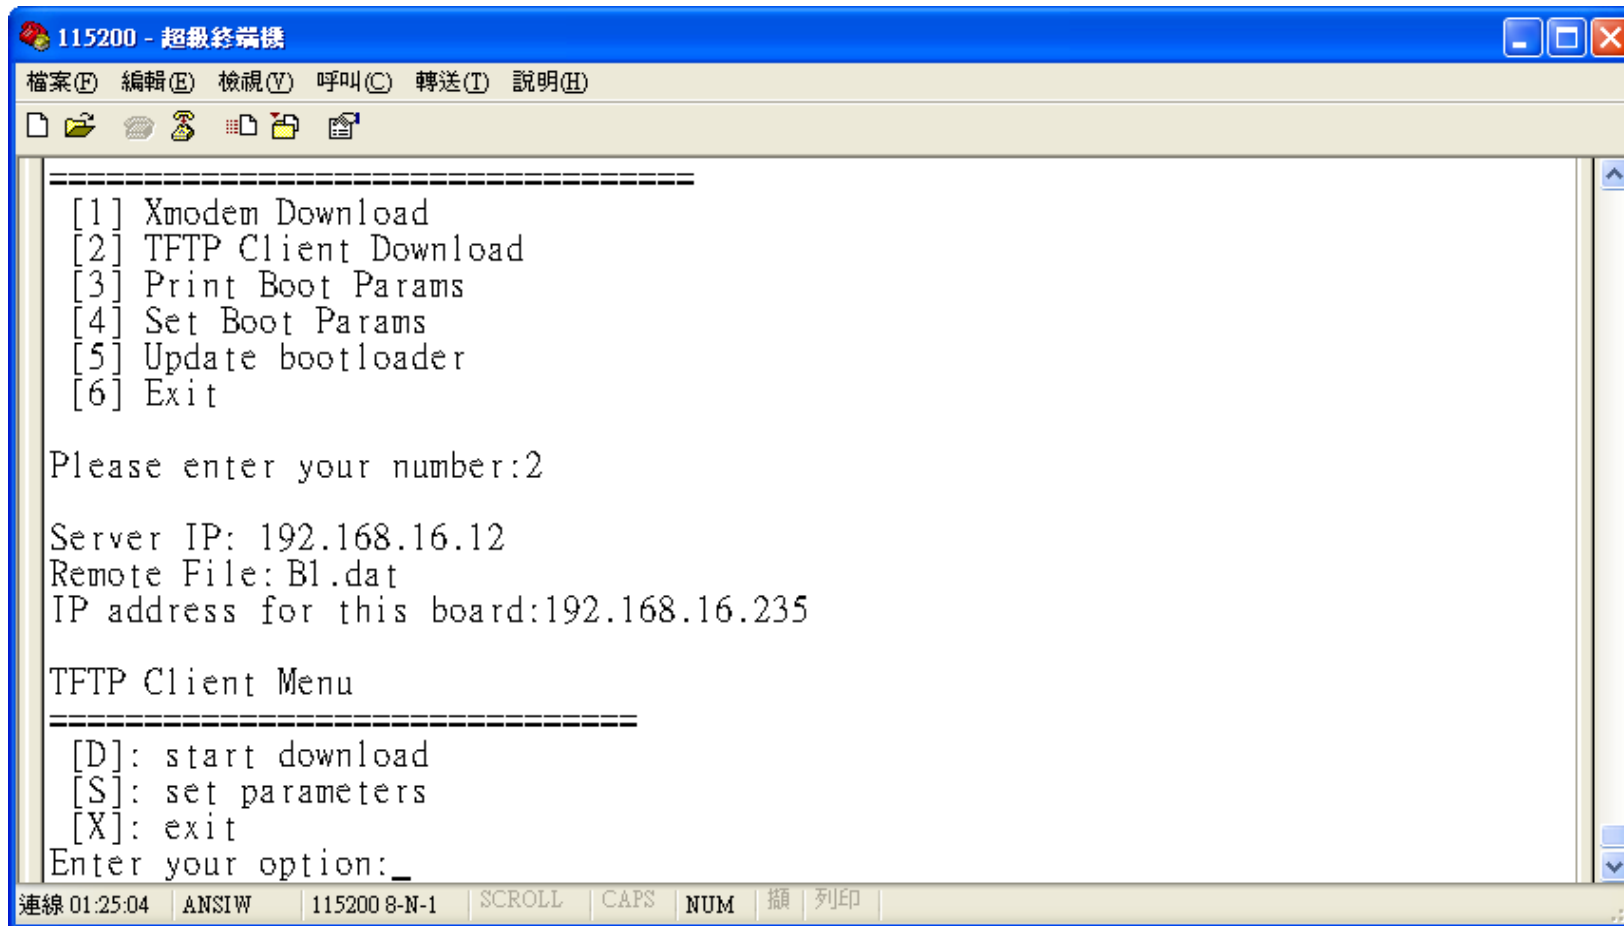 115200 - 超級終端機
檔案(F) 編輯(E) 檢視(V) 呼叫(C) 轉送(T) 說明(H)
==================================
[1] Xmodem Download
[2] TFTP Client Download
[3] Print Boot Params
[4] Set Boot Params
[5] Update bootloader
[6] Exit
Please enter your number:2
Server IP: 192.168.16.12
Remote File: B1.dat
IP address for this board:192.168.16.235
TFTP Client Menu
===============================
[D]: start download
[S]: set parameters
[X]: exit
Enter your option:_
連線 01:25:04 ANSIW 115200 8-N-1 SCROLL CAPS NUM 擷 列印